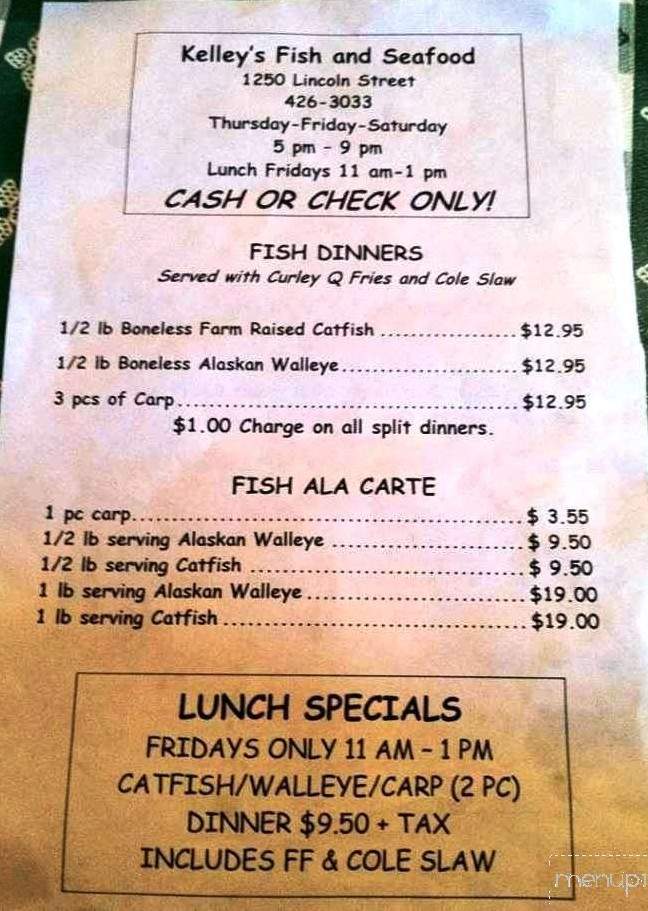 Kelley's Fish and Seafood
1250 Lincoln Street
426-3033
Thursday-Friday-Saturday
5 pm - 9 pm
Lunch Fridays 11 am-1 pm
CASH OR CHECK ONLY!
FISH DINNERS
Served with Curley Q Fries and Cole Slaw
1/2 lb Boneless Farm Raised Catfish ................. $12.95
1/2 lb Boneless Alaskan Walleye...................... $12.95
3 pcs of Carp........................................... $12.95
$1.00 Charge on all split dinners.
FISH ALA CARTE
1 pc carp................................................. $ 3.55
1/2 lb serving Alaskan Walleye ........................ $ 9.50
1/2 lb serving Catfish .................................. $ 9.50
1 lb serving Alaskan Walleye ........................... $19.00
1 lb serving Catfish ..................................... $19.00
LUNCH SPECIALS
FRIDAYS ONLY 11 AM - 1 PM
CATFISH/WALLEYE/CARP (2 PC)
DINNER $9.50 + TAX
INCLUDES FF & COLE SLAW